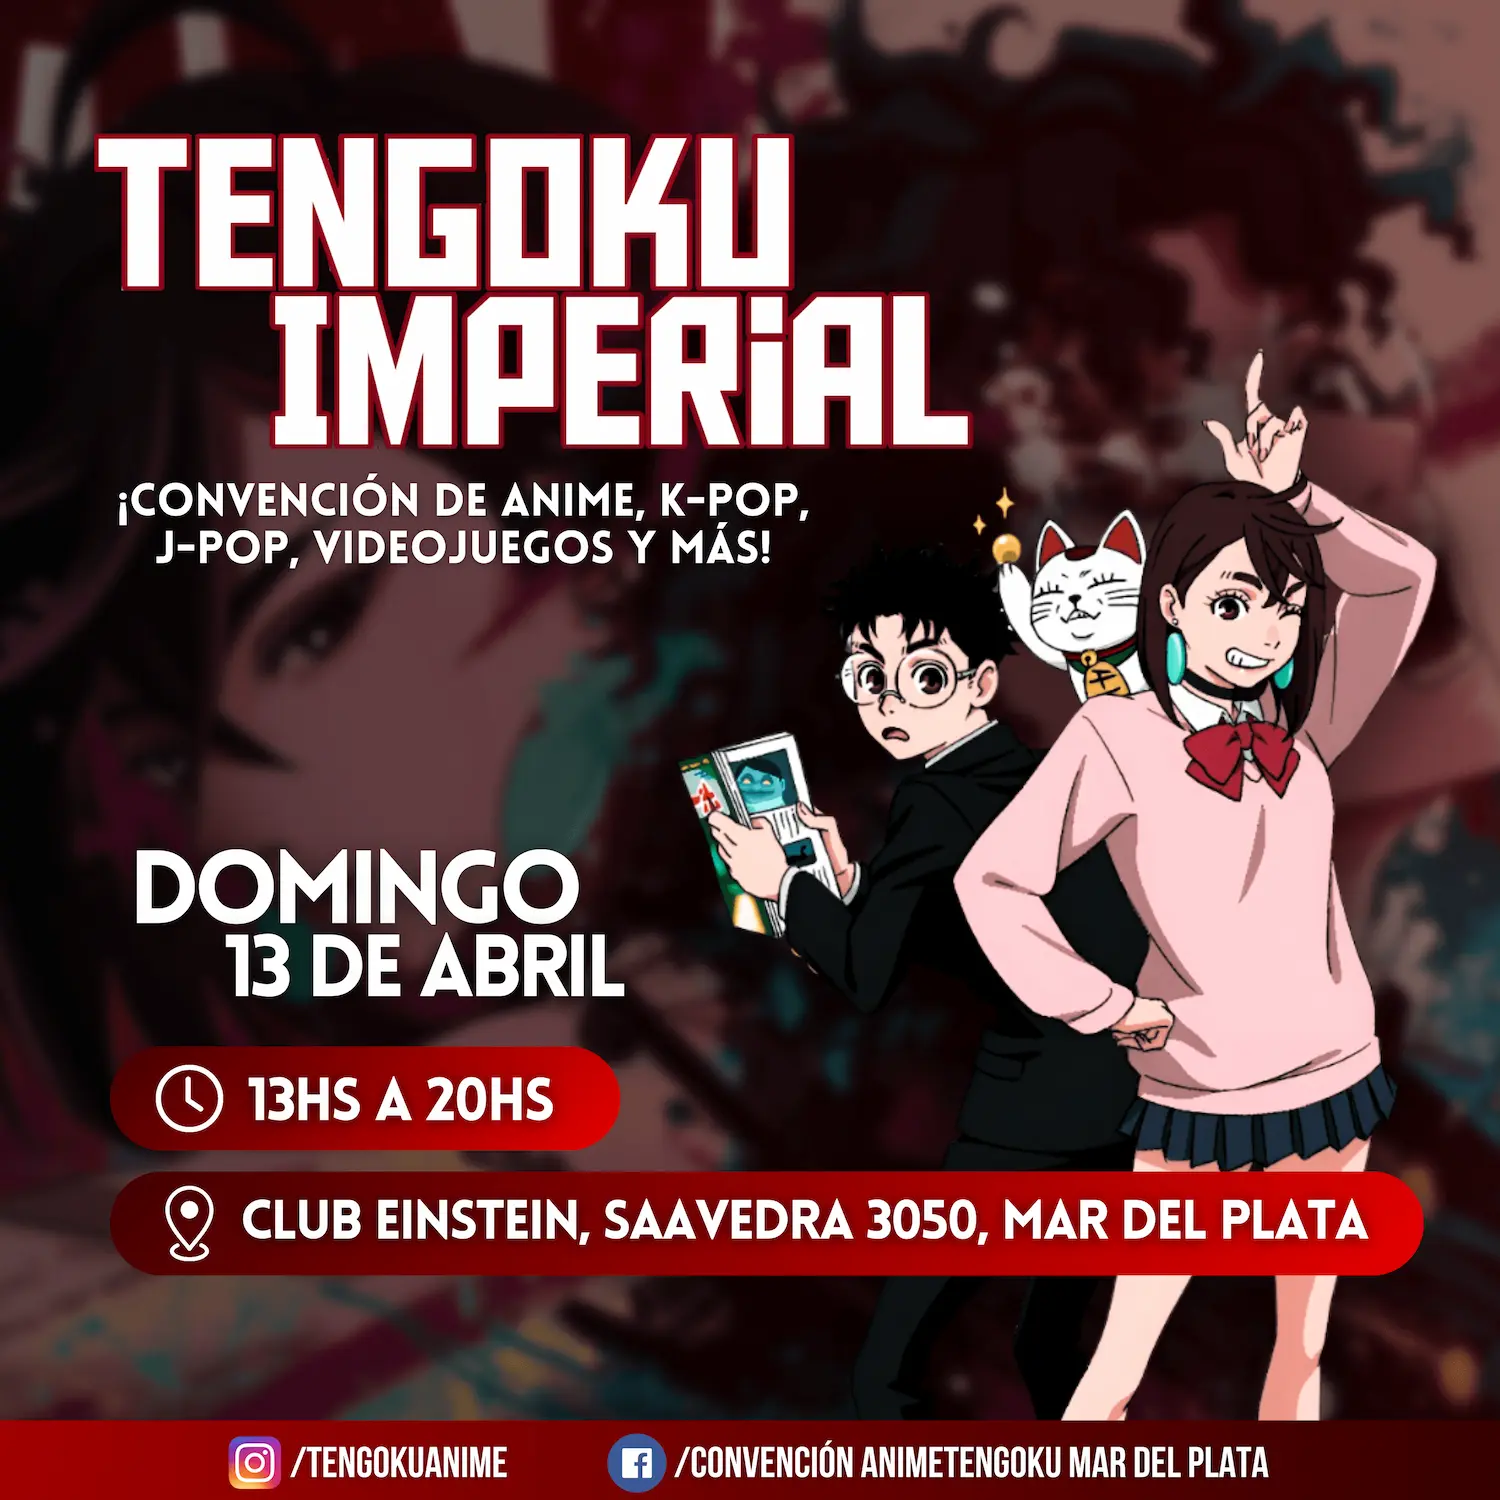 TENGOKU
IMPERiAL
¡CONVENCIÓN DE ANIME, K-POP,
J-POP, VIDEOJUEGOS Y MÁS!
DOMINGO
13 DE ABRIL
13HS A 20HS
CLUB EINSTEIN, SAAVEDRA 3050, MAR DEL PLATA
/TENGOKUANIME
/CONVENCIÓN ANIMETENGOKU MAR DEL PLATA